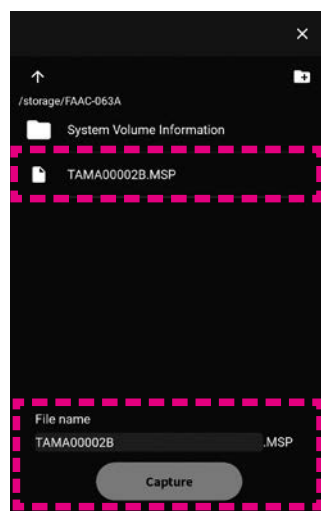 /storage/FAAC-063A
System Volume Information
TAMA00002B.MSP
File name
TAMA00002B .MSP
Capture